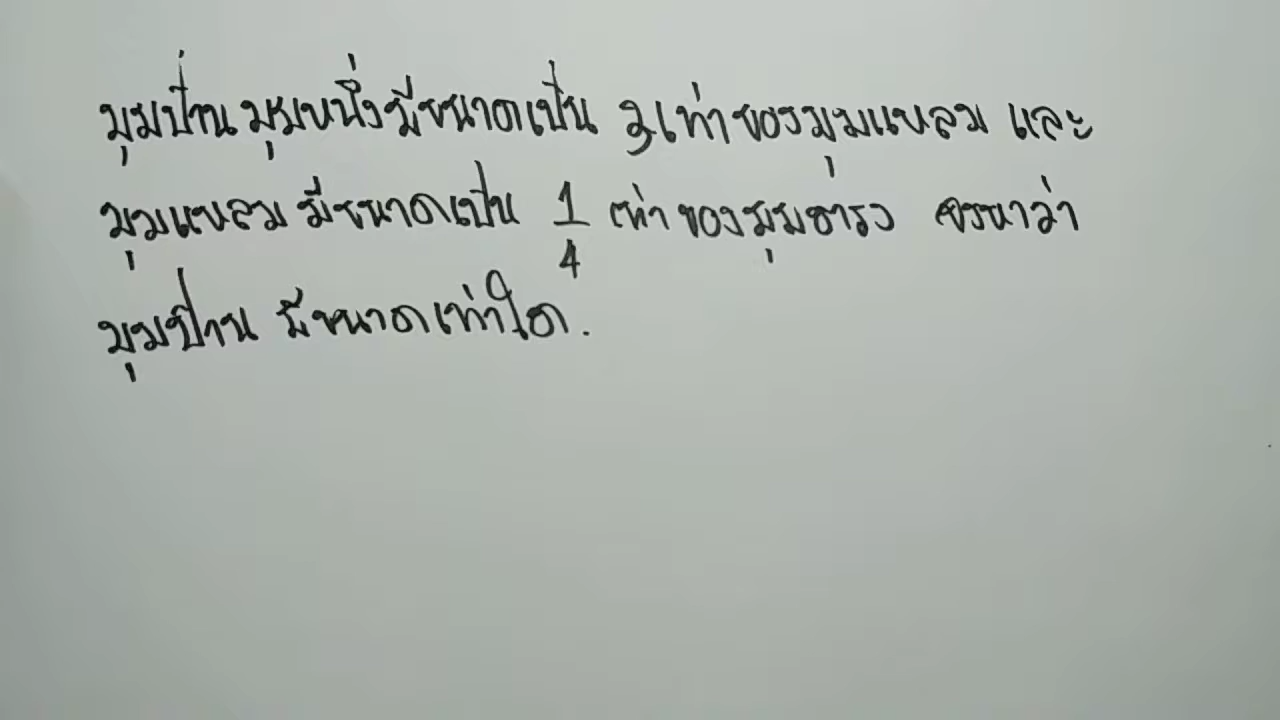 มุมป้าน มุมหนึ่งมีขนาดเป็น 3 เท่าของมุมแหลม และ
มุมแหลม มีขนาดเป็น 1/4 เท่า ของมุมตรง จงหาว่า
มุมป้าน มีขนาดเท่าใด.